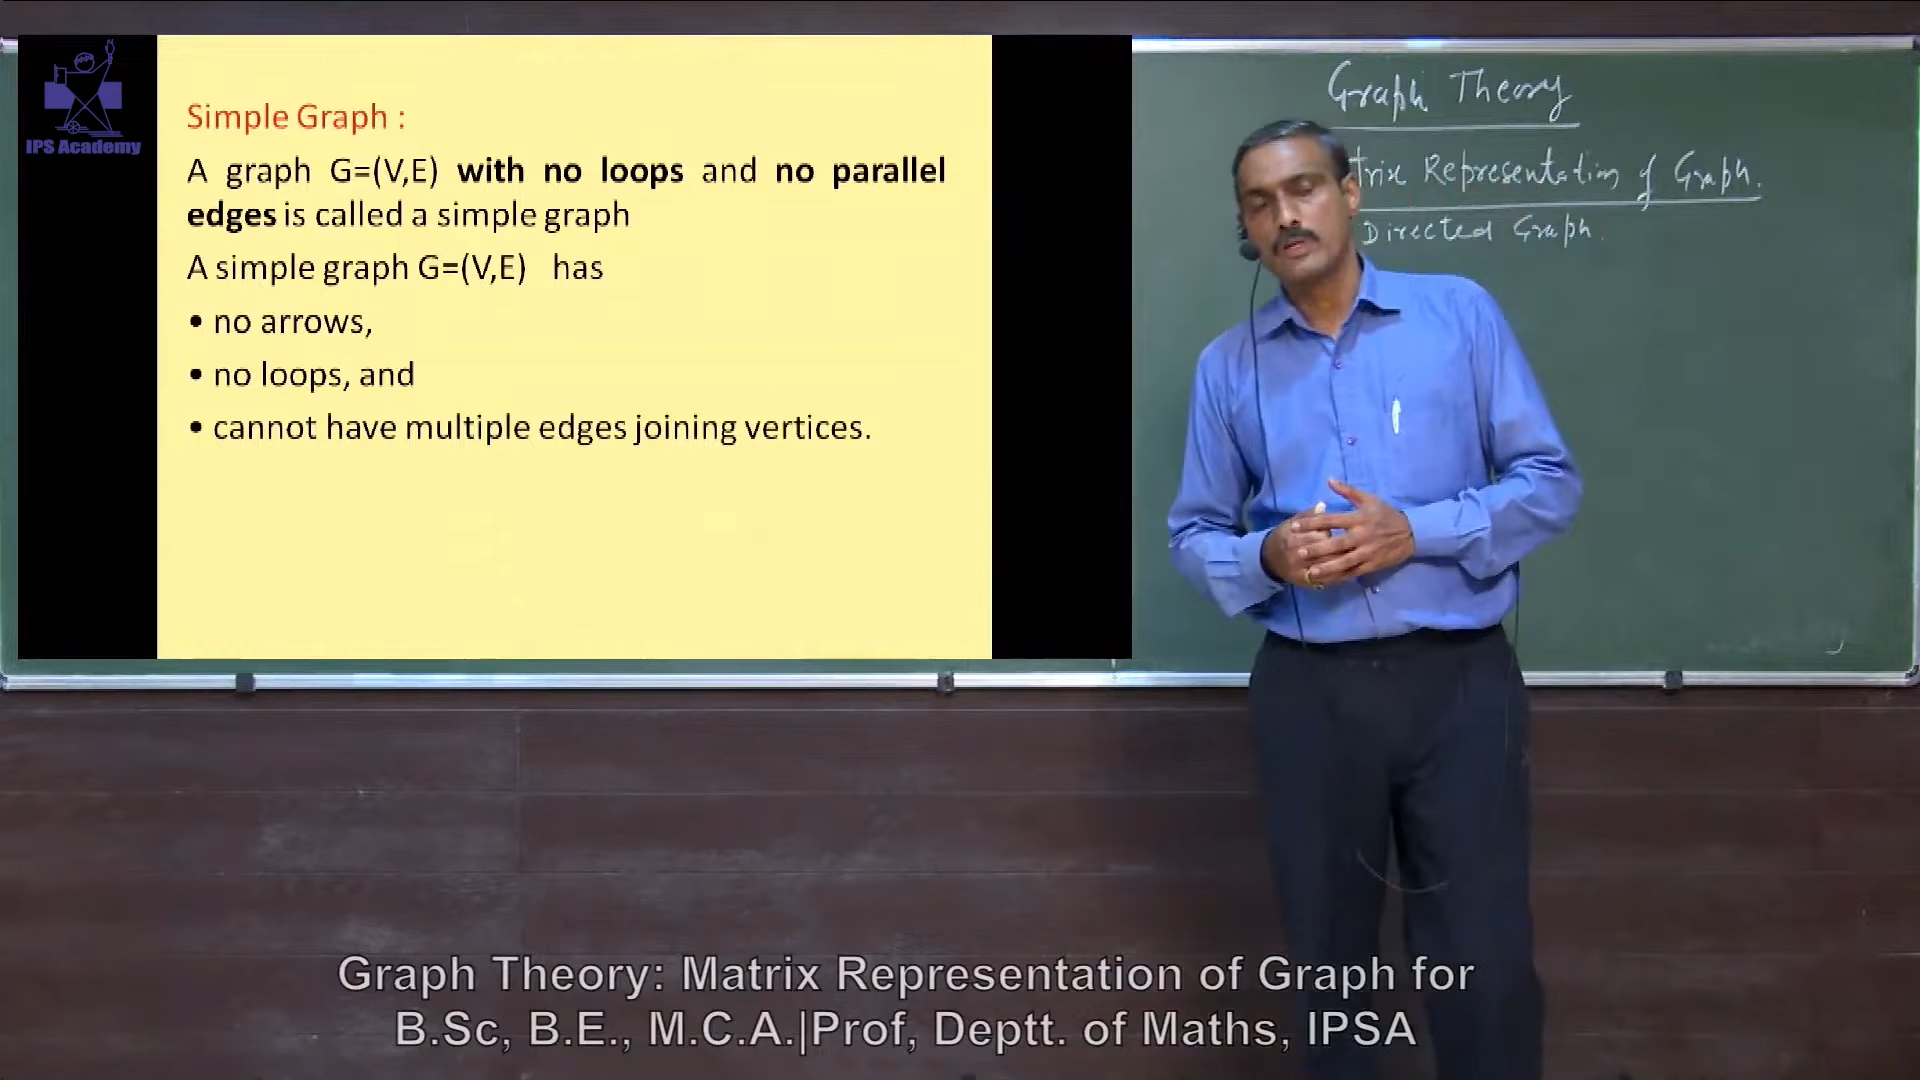 IPS Academy
Simple Graph :
A graph G=(V,E) with no loops and no parallel
edges is called a simple graph
A simple graph G=(V,E) has
• no arrows,
• no loops, and
• cannot have multiple edges joining vertices.
Graph Theory
trix Representation of Graph.
Directed Graph.
Graph Theory: Matrix Representation of Graph for
B.Sc, B.E., M.C.A.|Prof, Deptt. of Maths, IPSA